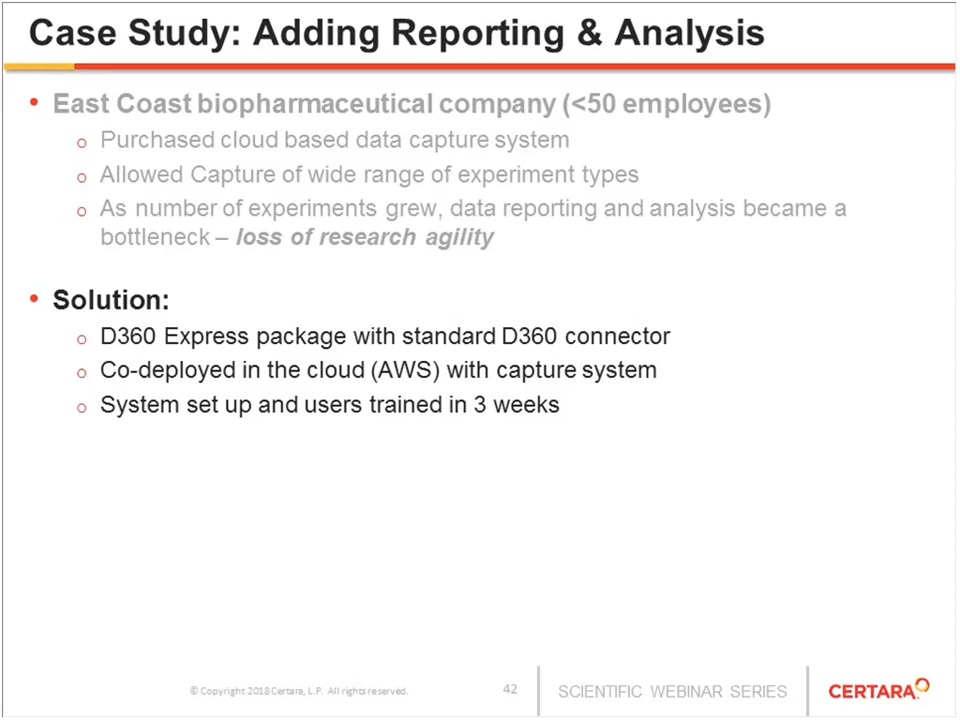 Case Study: Adding Reporting & Analysis
• East Coast biopharmaceutical company (<50 employees)
o Purchased cloud based data capture system
o Allowed Capture of wide range of experiment types
o As number of experiments grew, data reporting and analysis became a
bottleneck – loss of research agility
• Solution:
o D360 Express package with standard D360 connector
o Co-deployed in the cloud (AWS) with capture system
o System set up and users trained in 3 weeks
© Copyright 2018 Certara, L.P. All rights reserved.
42
SCIENTIFIC WEBINAR SERIES
CERTARA